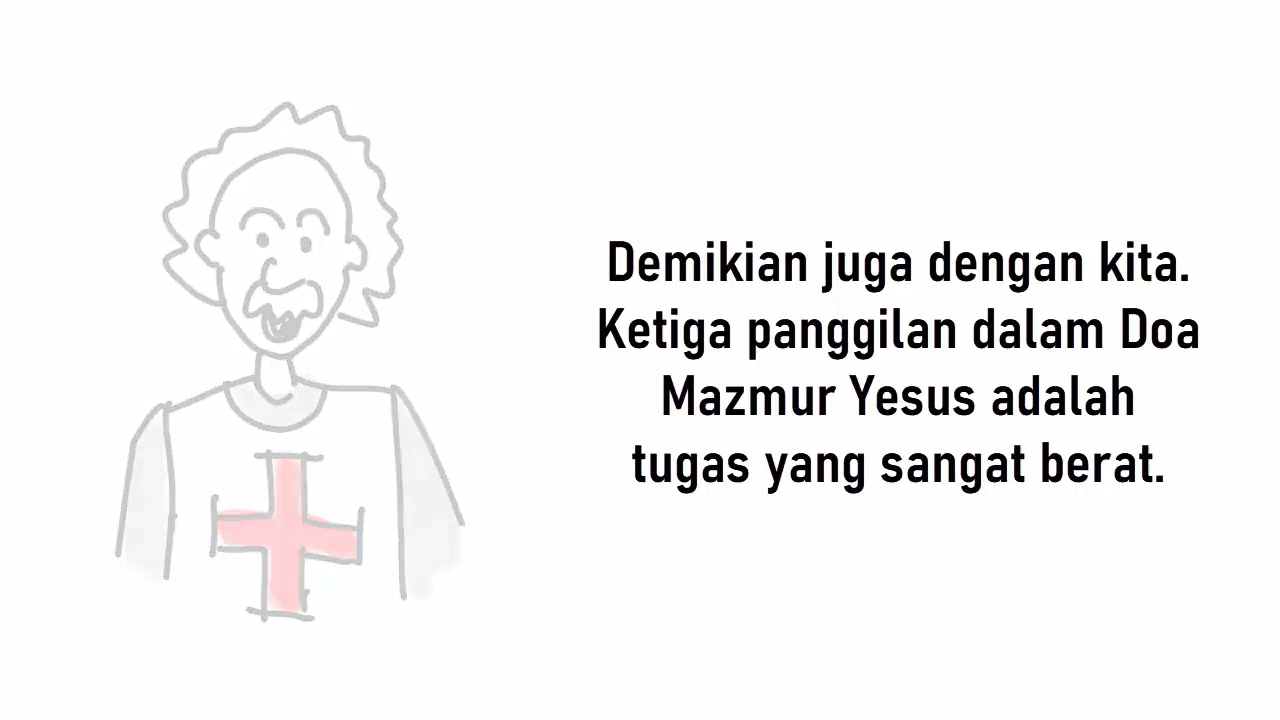 Demikian juga dengan kita.
Ketiga panggilan dalam Doa
Mazmur Yesus adalah
tugas yang sangat berat.